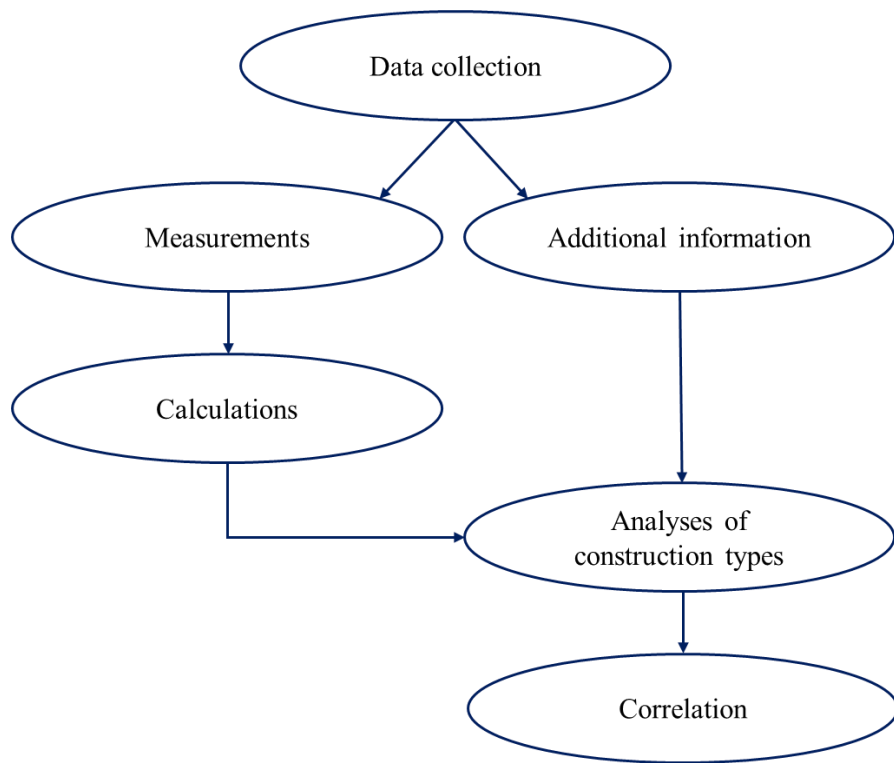 Data collection
Measurements
Additional information
Calculations
Analyses of
construction types
Correlation